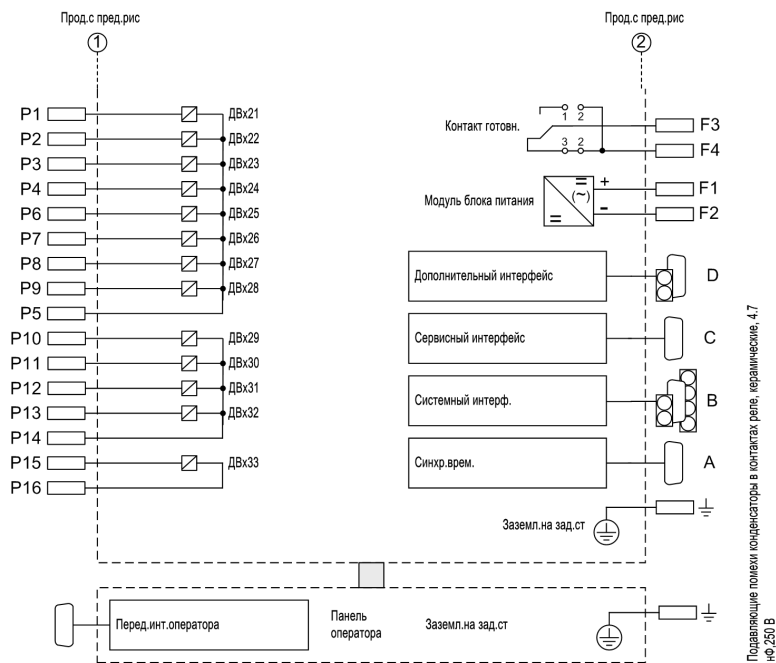 Прод.с пред.рис
1
Прод.с пред.рис
2
P1
ДВх21
P2
ДВх22
P3
ДВх23
P4
ДВх24
P6
ДВх25
P7
ДВх26
P8
ДВх27
P9
ДВх28
P5
P10
ДВх29
P11
ДВх30
P12
ДВх31
P13
ДВх32
P14
P15
ДВх33
P16
Контакт готовн.
1 2
3 2
F3
F4
Модуль блока питания
= (~) =
+
-
F1
F2
Дополнительный интерфейс
D
Сервисный интерфейс
C
Системный интерф.
B
Синхр.врем.
A
Заземл.на зад.ст
Перед.инт.оператора
Панель
оператора
Заземл.на зад.ст
Подавляющие помехи конденсаторы в контактах реле, керамические, 4.7
нФ,250 В